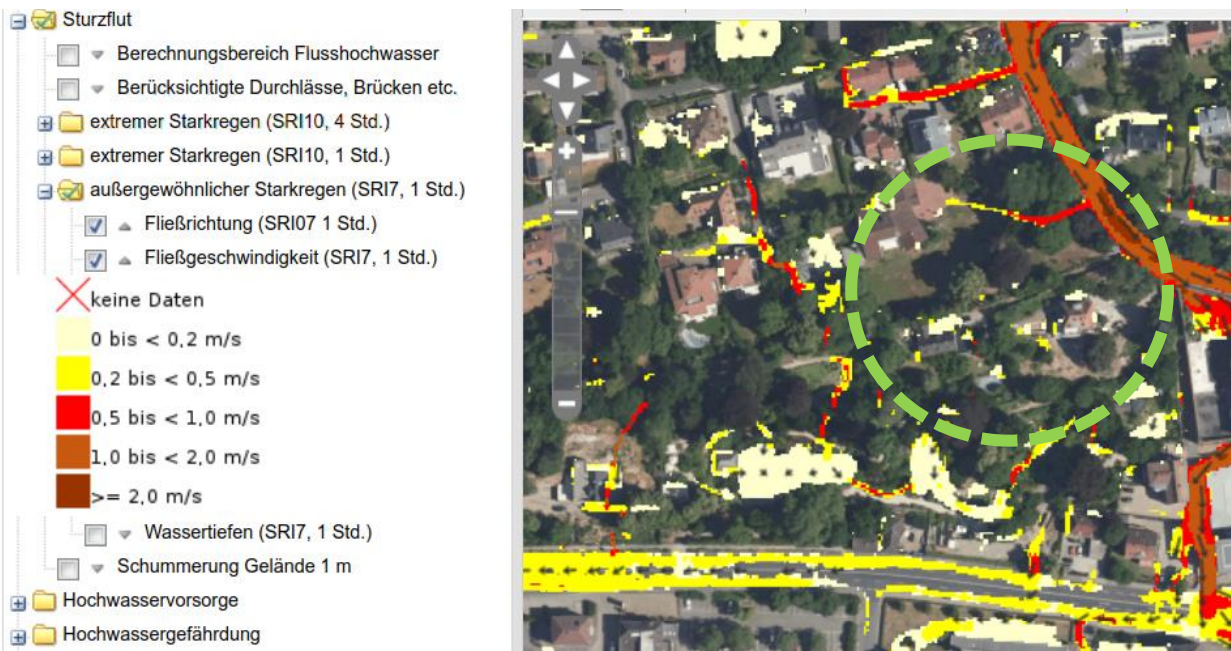 Sturzflut
Berechnungsbereich Flusshochwasser
Berücksichtigte Durchlässe, Brücken etc.
extremer Starkregen (SRI10, 4 Std.)
extremer Starkregen (SRI10, 1 Std.)
außergewöhnlicher Starkregen (SRI7, 1 Std.)
Fließrichtung (SRI07 1 Std.)
Fließgeschwindigkeit (SRI7, 1 Std.)
keine Daten
0 bis < 0,2 m/s
0,2 bis < 0,5 m/s
0,5 bis < 1,0 m/s
1,0 bis < 2,0 m/s
>= 2,0 m/s
Wassertiefen (SRI7, 1 Std.)
Schummerung Gelände 1 m
Hochwasservorsorge
Hochwassergefährdung